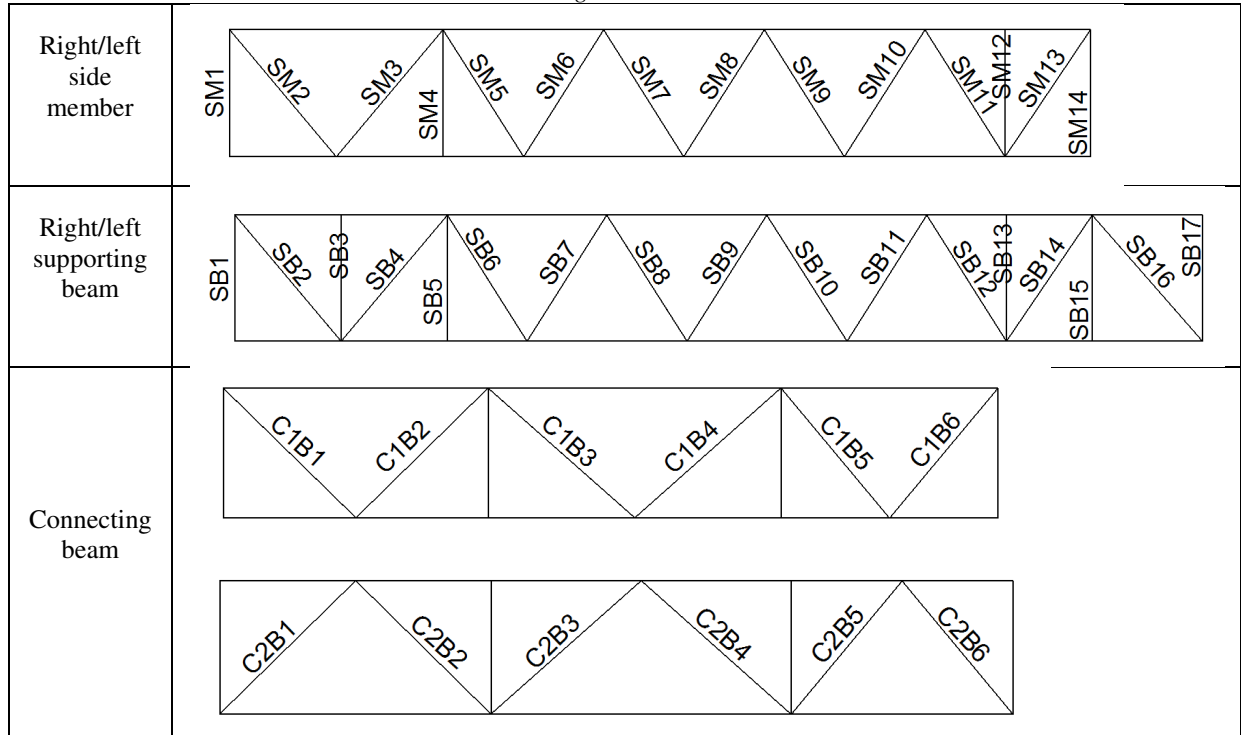 Right/left
side
member
SM1
SM2
SM3
SM4
SM5
SM6
SM7
SM8
SM9
SM10
SM11
SM12
SM13
SM14
Right/left
supporting
beam
SB1
SB2
SB3
SB4
SB5
SB6
SB7
SB8
SB9
SB10
SB11
SB12
SB13
SB14
SB15
SB16
SB17
Connecting
beam
C1B1
C1B2
C1B3
C1B4
C1B5
C1B6
C2B1
C2B2
C2B3
C2B4
C2B5
C2B6